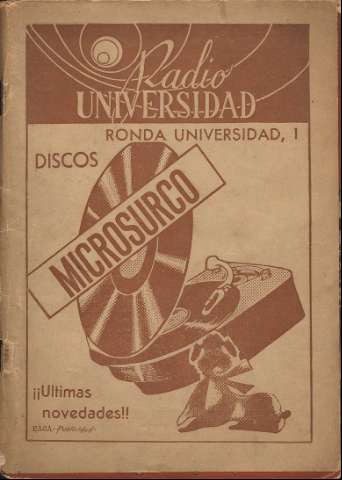 Radio
UNIVERSIDAD
RONDA UNIVERSIDAD, 1
DISCOS
MICROSURCO
¡¡Ultimas
novedades!!